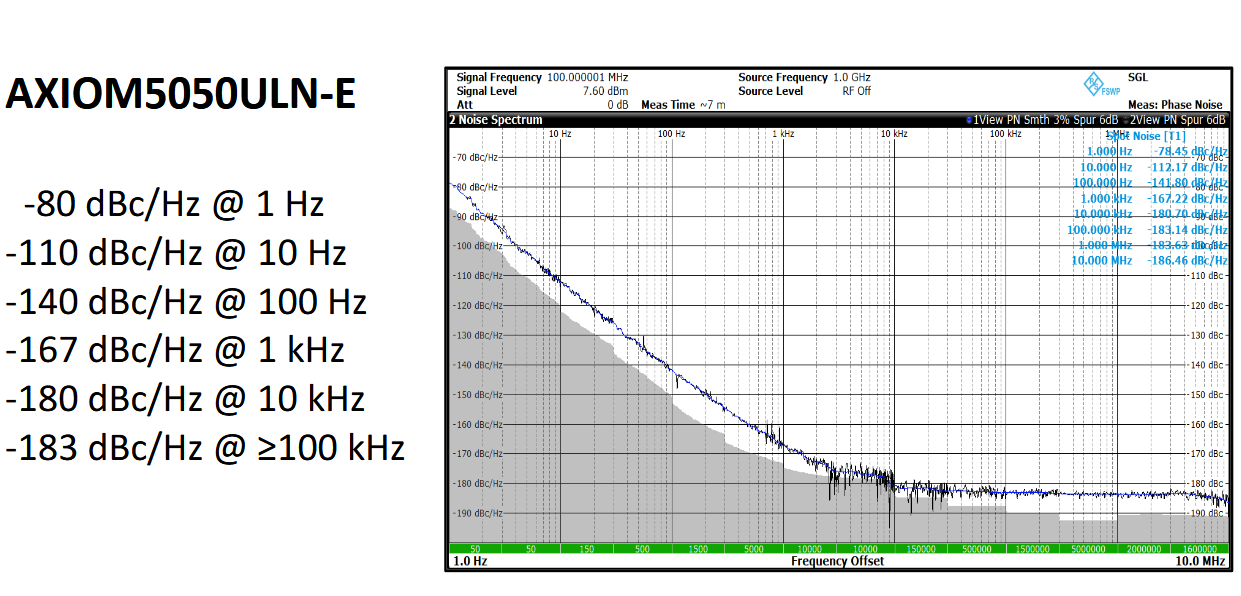 AXIOM5050ULN-E
-80 dBc/Hz @ 1 Hz
-110 dBc/Hz @ 10 Hz
-140 dBc/Hz @ 100 Hz
-167 dBc/Hz @ 1 kHz
-180 dBc/Hz @ 10 kHz
-183 dBc/Hz @ ≥100 kHz
Signal Frequency 100.000001 MHz Source Frequency 1.0 GHz SGL
Signal Level 7.60 dBm Source Level RF Off
Att 0 dB Meas Time ~7 m Meas: Phase Noise
R&S FSWP
2 Noise Spectrum 1View PN Smth 3% Spur 6dB 2View PN Spur 6dB
10 Hz 100 Hz 1 kHz 10 kHz 100 kHz 1 MHz
Spot Noise [T1]
1.000 Hz -78.45 dBc/Hz
10.000 Hz -112.17 dBc/Hz
100.000 Hz -141.80 dBc/Hz
1.000 kHz -167.22 dBc/Hz
10.000 kHz -180.70 dBc/Hz
100.000 kHz -183.14 dBc/Hz
1.000 MHz -183.63 dBc/Hz
10.000 MHz -186.46 dBc/Hz
-70 dBc/Hz -70 dBc
-80 dBc/Hz -80 dBc
-90 dBc/Hz -90 dBc
-100 dBc/Hz -100 dBc
-110 dBc/Hz -110 dBc
-120 dBc/Hz -120 dBc
-130 dBc/Hz -130 dBc
-140 dBc/Hz -140 dBc
-150 dBc/Hz -150 dBc
-160 dBc/Hz -160 dBc
-170 dBc/Hz -170 dBc
-180 dBc/Hz -180 dBc
-190 dBc/Hz -190 dBc
50 50 150 500 1500 5000 10000 10000 150000 500000 1500000 5000000 2000000 1600000
1.0 Hz Frequency Offset 10.0 MHz